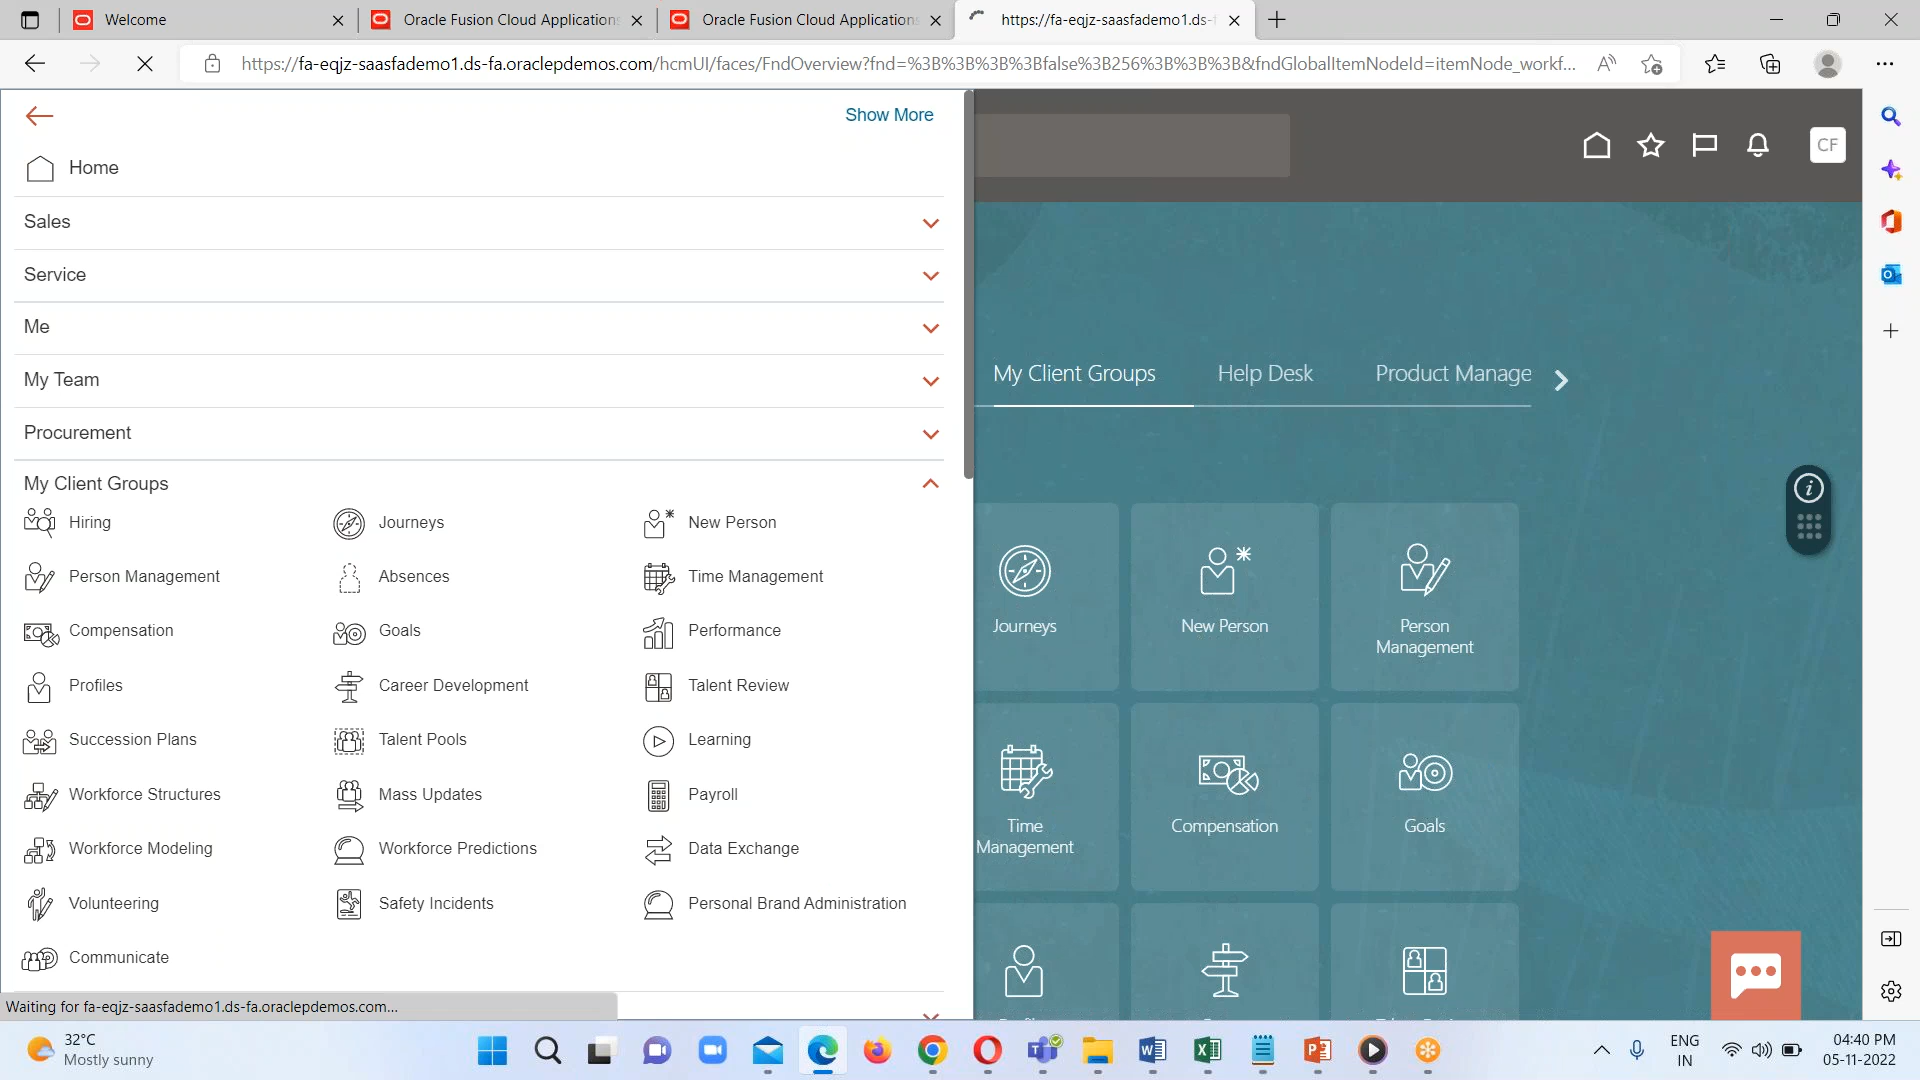 Welcome
Oracle Fusion Cloud Applications
Oracle Fusion Cloud Applications
https://fa-eqjz-saasfademo1.ds-f
https://fa-eqjz-saasfademo1.ds-fa.oraclepdemos.com/hcmUI/faces/FndOverview?fnd=%3B%3B%3B%3Bfalse%3B256%3B%3B%3B&fndGlobalItemNodeId=itemNode_workf...
Show More
Home
Sales
Service
Me
My Team
Procurement
My Client Groups
Hiring Journeys New Person
Person Management Absences Time Management
Compensation Goals Performance
Profiles Career Development Talent Review
Succession Plans Talent Pools Learning
Workforce Structures Mass Updates Payroll
Workforce Modeling Workforce Predictions Data Exchange
Volunteering Safety Incidents Personal Brand Administration
Communicate
Waiting for fa-eqjz-saasfademo1.ds-fa.oraclepdemos.com...
CF
My Client Groups Help Desk Product Manage
Journeys New Person Person
Management
Time Compensation Goals
Management
32°C
Mostly sunny
ENG
IN
04:40 PM
05-11-2022